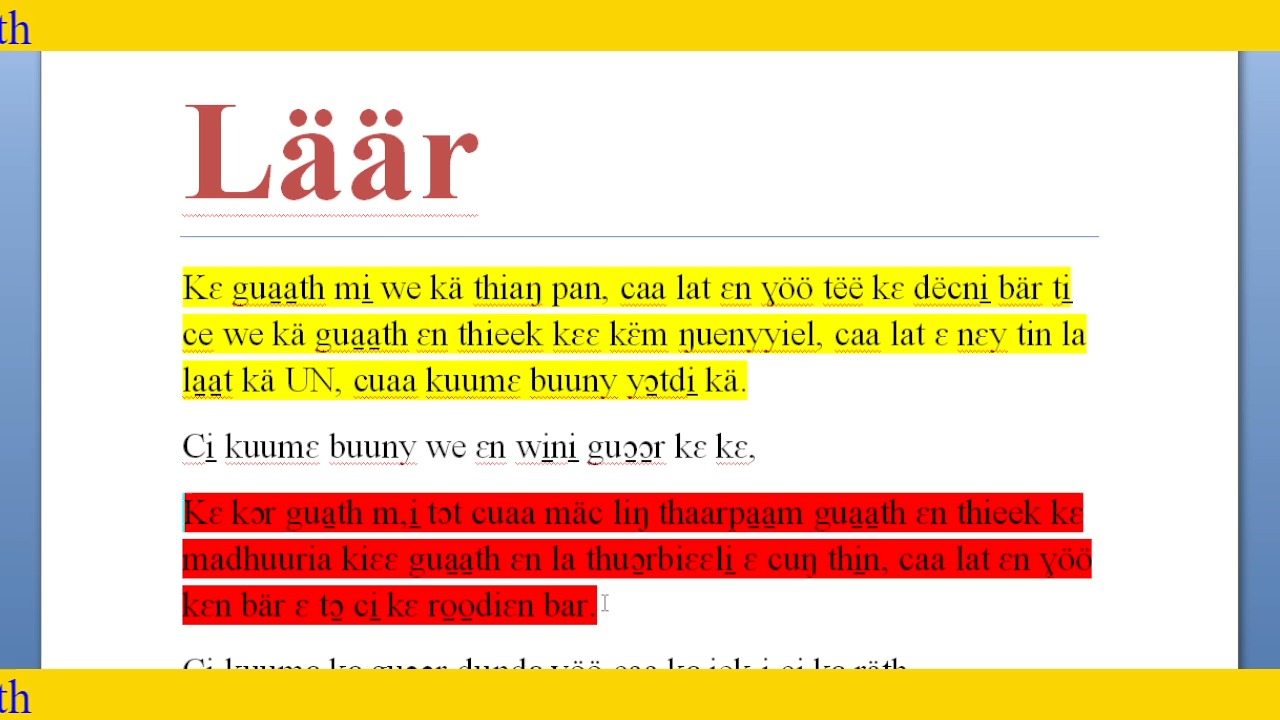 th
Läär
Kɛ gua̱a̱th mi̱ we kä thiaŋ pan, caa lat ɛn ɣöö tëë kɛ dëcni̱ bär ti̱
ce we kä gua̱a̱th ɛn thieek kɛɛ kɛ̈m ŋuenyyiel, caa lat ɛ nɛy tin la
la̱a̱t kä UN, cuaa kuumɛ buuny yɔ̱tdi̱ kä.
Ci̱ kuumɛ buuny we ɛn wi̱ni̱ guɔ̱ɔ̱r kɛ kɛ,
Kɛ kɔr gua̱th m,i̱ tɔt cuaa mäc liŋ thaarpa̱a̱m gua̱a̱th ɛn thieek kɛ
madhuuria kiɛɛ gua̱a̱th ɛn la thuɔ̱rbiɛɛli̱ ɛ cuŋ thi̱n, caa lat ɛn ɣöö
kɛn bär ɛ tɔ̱ ci̱ kɛ ro̱o̱diɛn bar.
th